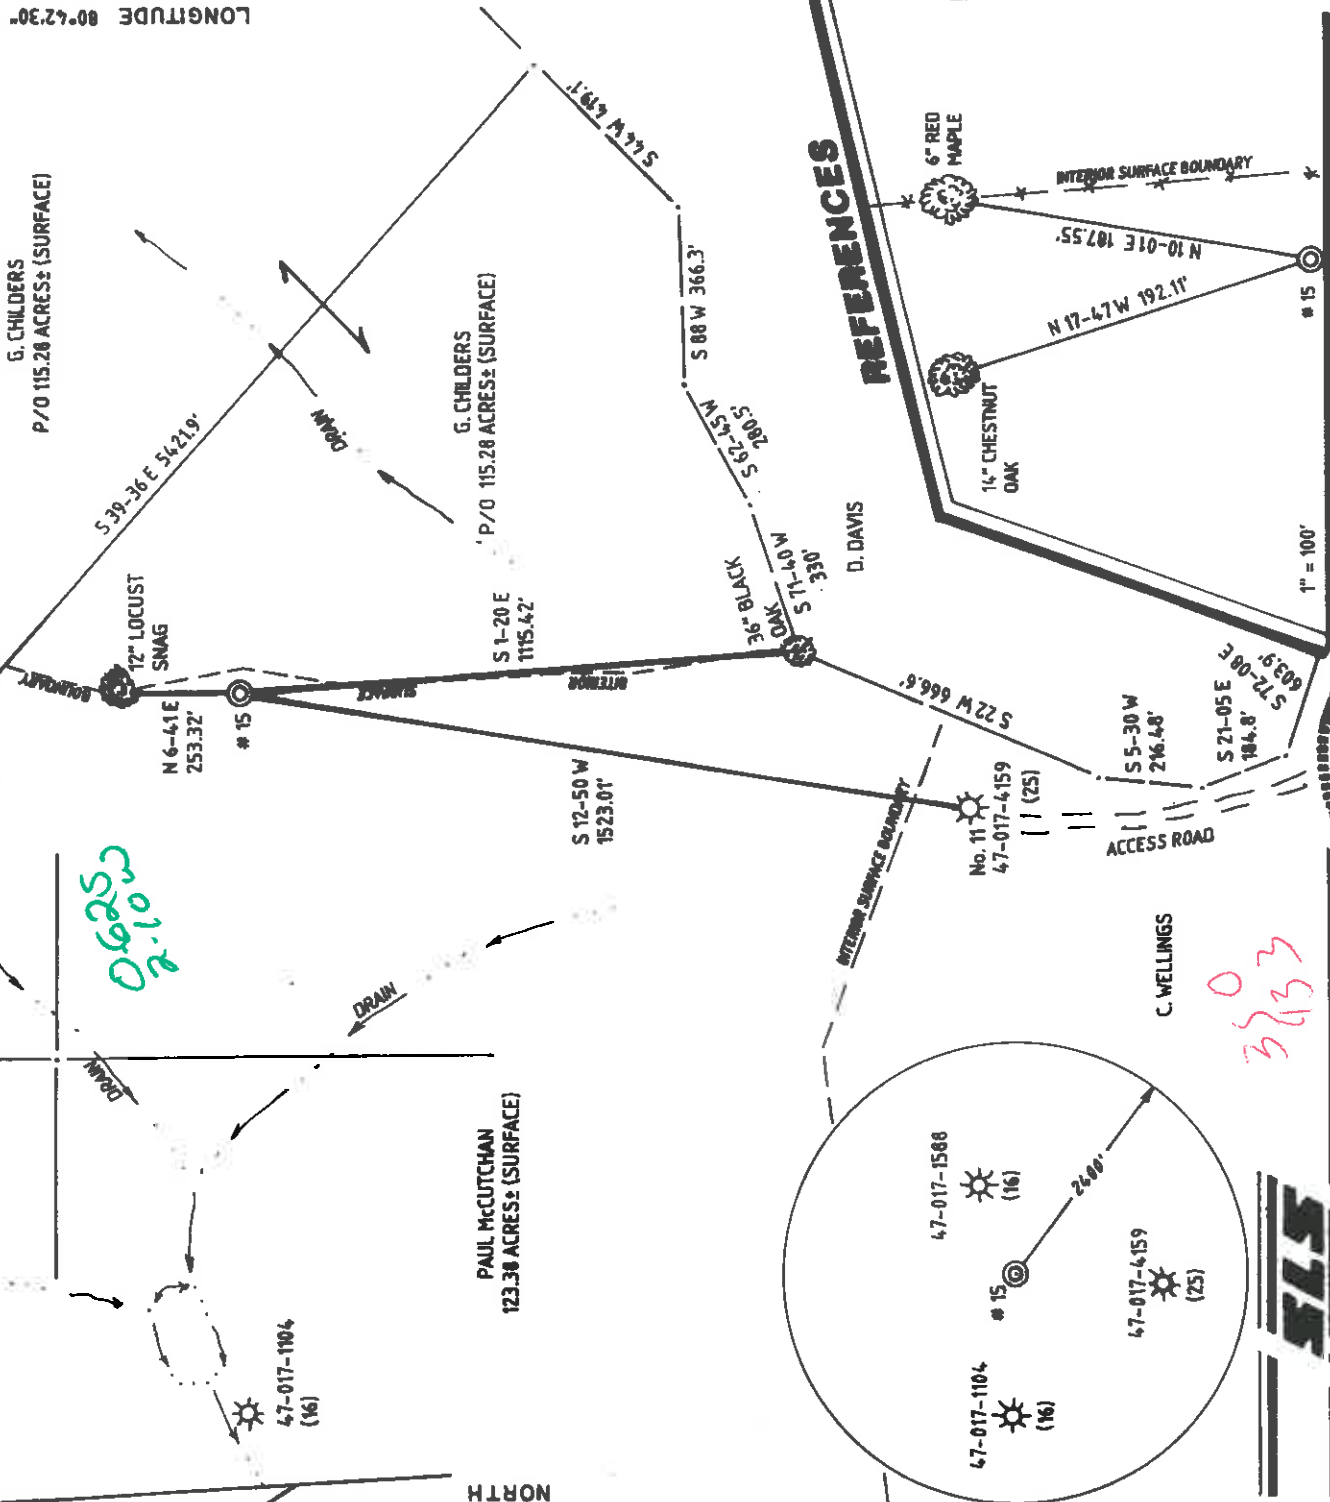 LONGITUDE 80°42'30"
G. CHILDERS
P/O 115.28 ACRES± (SURFACE)
S 39-36 E 5421.9'
DRAIN
G. CHILDERS
P/O 115.28 ACRES± (SURFACE)
S 44 W 419.1'
S 88 W 366.3'
S 62-45 W
280.5'
S 71-40 W
330'
36" BLACK
OAK
D. DAVIS
BOUNDARY
12" LOCUST
SNAG
N 6-41 E
253.32'
# 15
SURFACE
INTERIOR
S 1-20 E
1115.42'
S 12-50 W
1523.01'
S 22 W 666.6'
INTERIOR SURFACE BOUNDARY
No. 11
47-017-4159
(25)
S 5-30 W
216.48'
S 21-05 E
184.8'
S 72-08 E
603.9'
ACCESS ROAD
C. WELLINGS
REFERENCES
6" RED
MAPLE
INTERIOR SURFACE BOUNDARY
N 10-01 E 187.55'
N 17-47 W 192.11'
14" CHESTNUT
OAK
# 15
1" = 100'
0625
2.10
DRAIN
DRAIN
PAUL McCUTCHAN
123.38 ACRES± (SURFACE)
47-017-1104
(16)
NORTH
47-017-1588
(16)
# 15
2400'
47-017-4159
(25)
47-017-1104
(16)
SLS